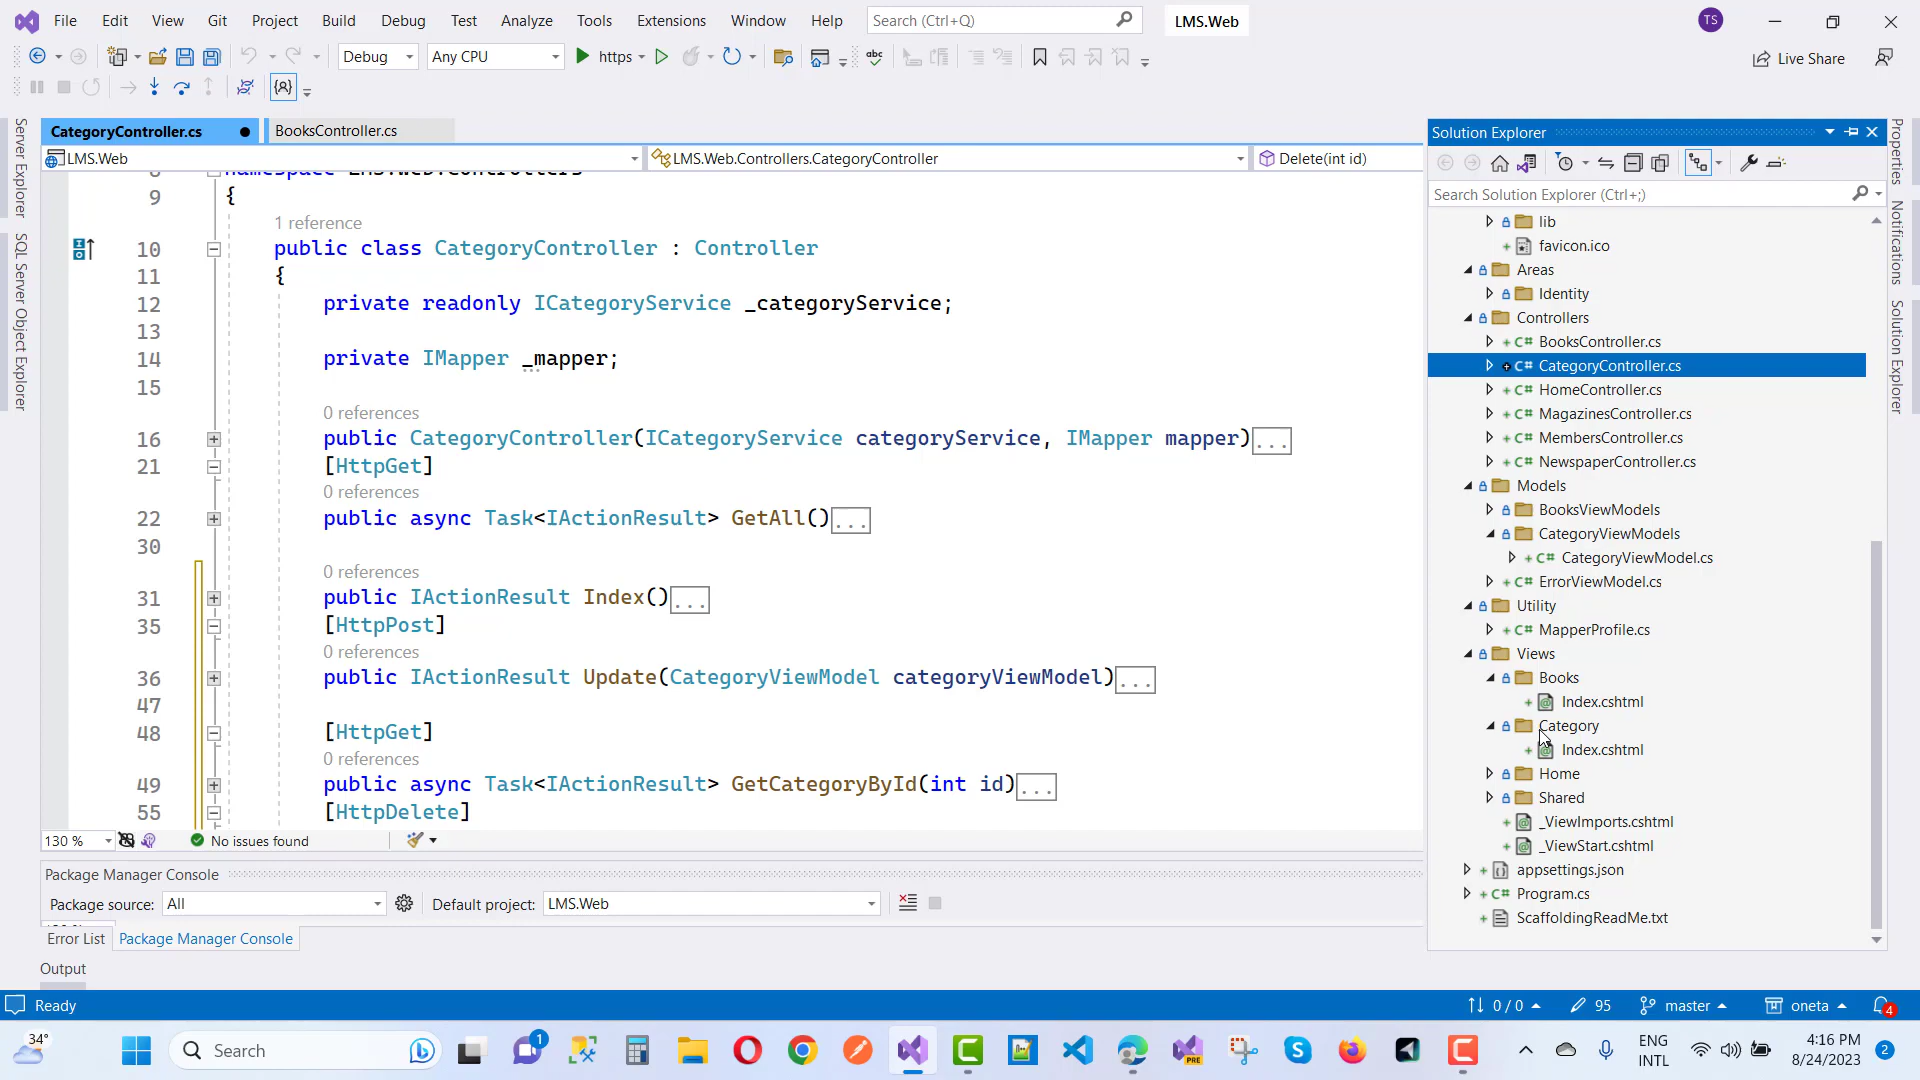 File Edit View Git Project Build Debug Test Analyze Tools Extensions Window Help Search (Ctrl+Q) LMS.Web TS
Debug Any CPU https Live Share
CategoryController.cs BooksController.cs
LMS.Web LMS.Web.Controllers.CategoryController Delete(int id)
9 {
1 reference
10 public class CategoryController : Controller
11 {
12 private readonly ICategoryService _categoryService;
13
14 private IMapper _mapper;
15
0 references
16 public CategoryController(ICategoryService categoryService, IMapper mapper)...
21 [HttpGet]
0 references
22 public async Task<IActionResult> GetAll()...
30
0 references
31 public IActionResult Index()...
35 [HttpPost]
0 references
36 public IActionResult Update(CategoryViewModel categoryViewModel)...
47
48 [HttpGet]
0 references
49 public async Task<IActionResult> GetCategoryById(int id)...
55 [HttpDelete]
130 % No issues found
Package Manager Console
Package source: All Default project: LMS.Web
Error List Package Manager Console
Output
Server Explorer
SQL Server Object Explorer
Solution Explorer
Search Solution Explorer (Ctrl+;)
lib
favicon.ico
Areas
Identity
Controllers
BooksController.cs
CategoryController.cs
HomeController.cs
MagazinesController.cs
MembersController.cs
NewspaperController.cs
Models
BooksViewModels
CategoryViewModels
CategoryViewModel.cs
ErrorViewModel.cs
Utility
MapperProfile.cs
Views
Books
Index.cshtml
Category
Index.cshtml
Home
Shared
_ViewImports.cshtml
_ViewStart.cshtml
appsettings.json
Program.cs
ScaffoldingReadMe.txt
Properties
Notifications
Solution Explorer
Ready 0 / 0 95 master oneta 4
34° Search 1 PRE ENG INTL 4:16 PM 8/24/2023 2